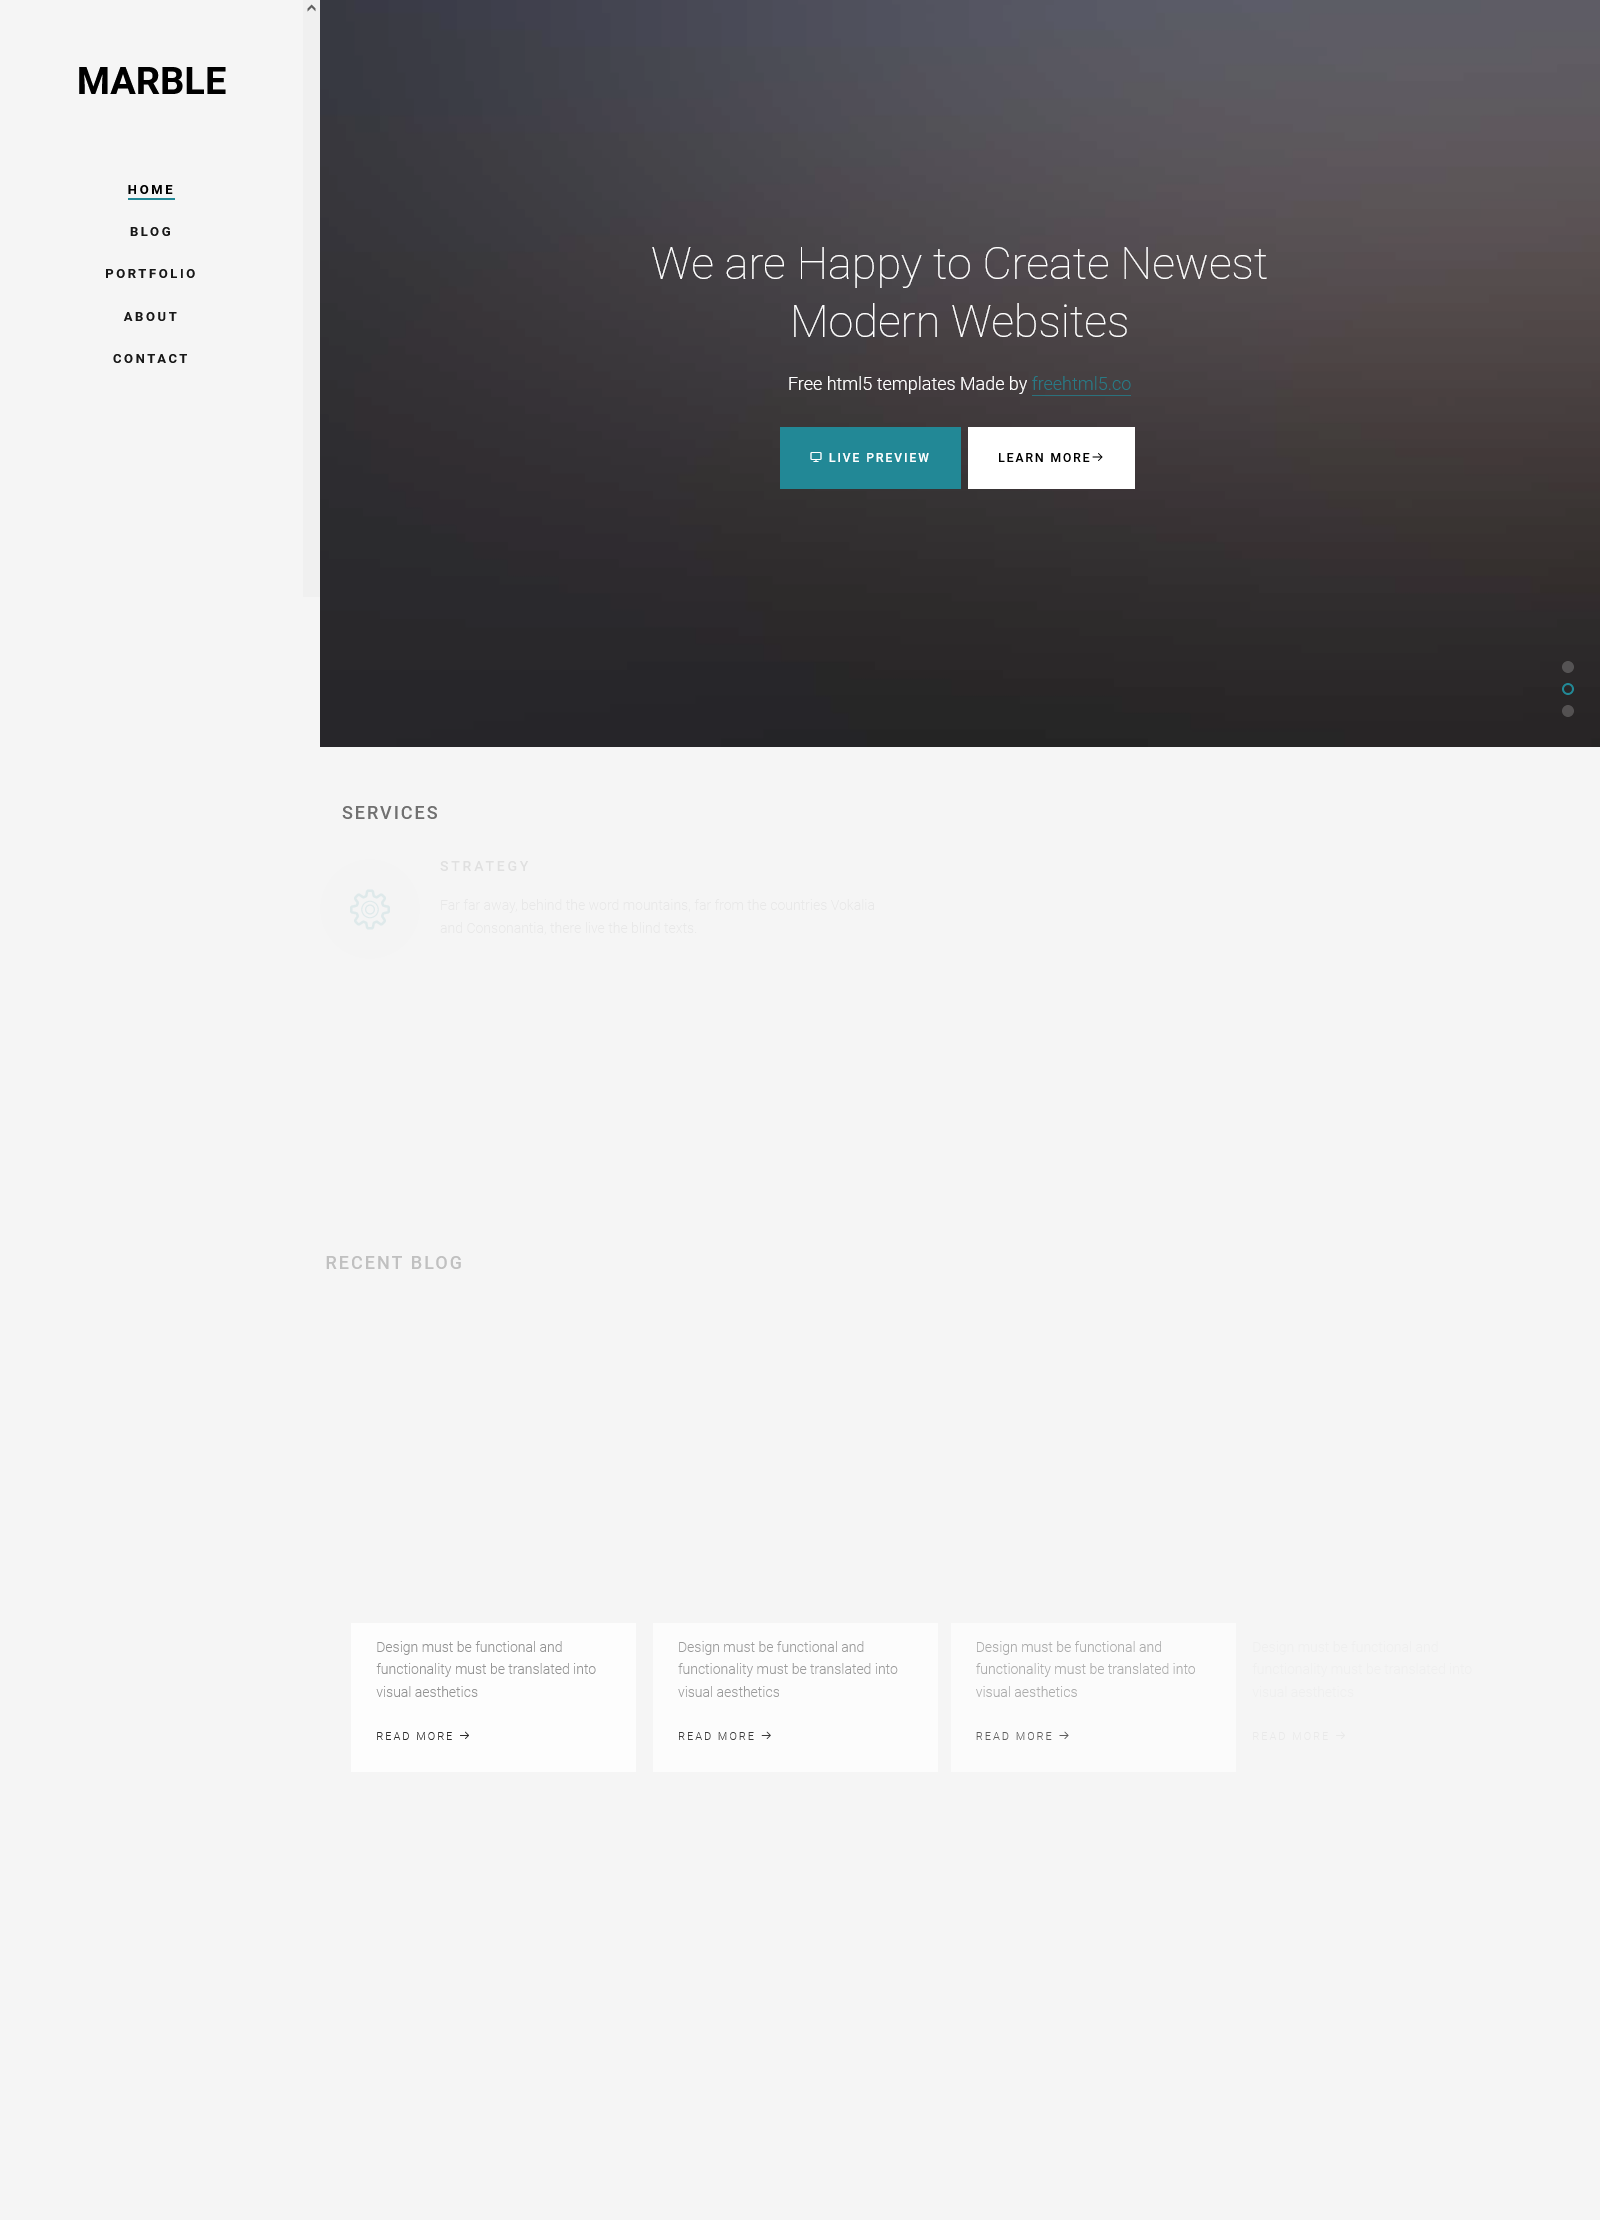 MARBLE
HOME
BLOG
PORTFOLIO
ABOUT
CONTACT
We are Happy to Create Newest
Modern Websites
Free html5 templates Made by freehtml5.co
LIVE PREVIEW
LEARN MORE
SERVICES
STRATEGY
Far far away, behind the word mountains, far from the countries Vokalia
and Consonantia, there live the blind texts.
RECENT BLOG
Design must be functional and
functionality must be translated into
visual aesthetics
READ MORE
Design must be functional and
functionality must be translated into
visual aesthetics
READ MORE
Design must be functional and
functionality must be translated into
visual aesthetics
READ MORE
Design must be functional and
functionality must be translated into
visual aesthetics
READ MORE